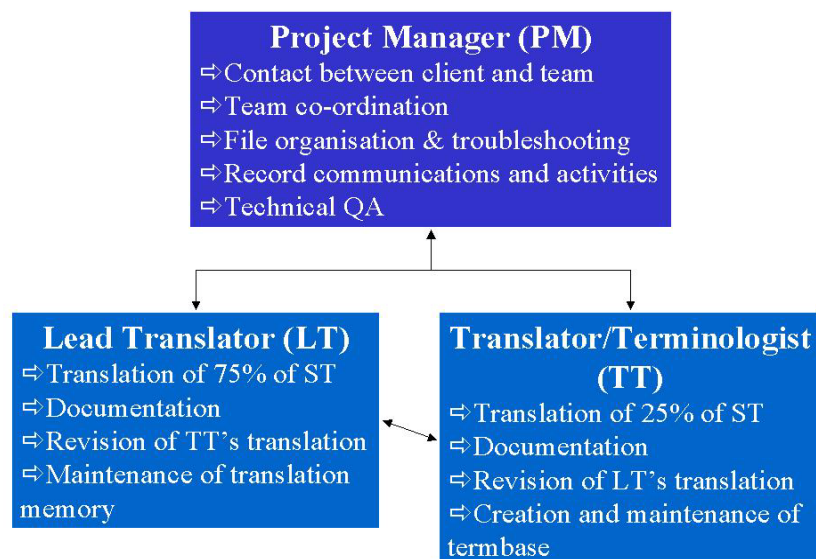 Project Manager (PM)
⇨Contact between client and team
⇨Team co-ordination
⇨File organisation & troubleshooting
⇨Record communications and activities
⇨Technical QA
Lead Translator (LT)
⇨Translation of 75% of ST
⇨Documentation
⇨Revision of TT’s translation
⇨Maintenance of translation
memory
Translator/Terminologist
(TT)
⇨Translation of 25% of ST
⇨Documentation
⇨Revision of LT’s translation
⇨Creation and maintenance of
termbase